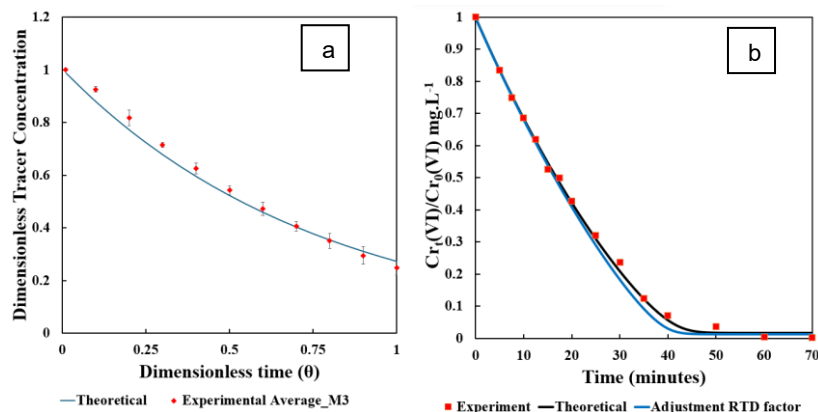 a
Dimensionless Tracer Concentration
1.2
1
0.8
0.6
0.4
0.2
0
0 0.25 0.5 0.75 1
Dimensionless time (θ)
Theoretical Experimental Average_M3
b
Crₜ(VI)/Cr₀(VI) mg.L⁻¹
1
0.9
0.8
0.7
0.6
0.5
0.4
0.3
0.2
0.1
0
0 10 20 30 40 50 60 70
Time (minutes)
Experiment Theoretical Adjustment RTD factor